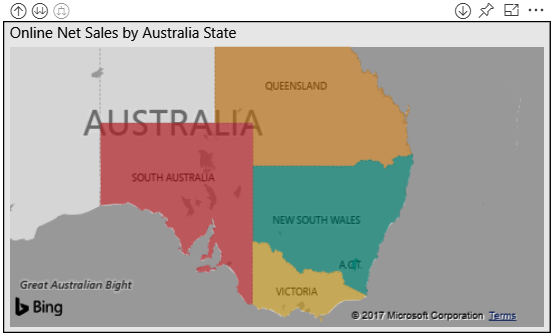 Online Net Sales by Australia State
QUEENSLAND
AUSTRALIA
SOUTH AUSTRALIA
NEW SOUTH WALES
A.C.T.
VICTORIA
Great Australian Bight
Bing
© 2017 Microsoft Corporation Terms